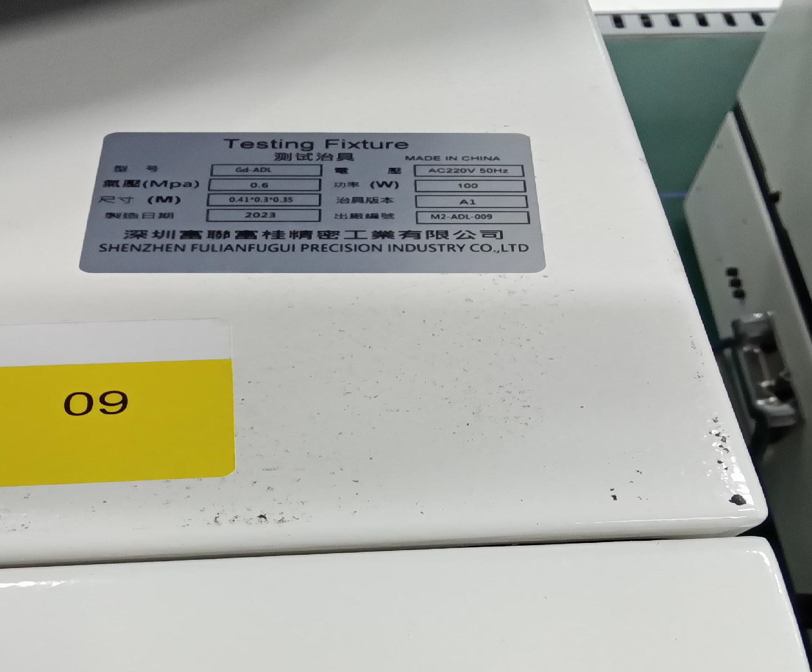 Testing Fixture
测试治具 MADE IN CHINA
型 号 Gd-ADL 電 壓 AC220V 50Hz
氣壓(Mpa) 0.6 功率 (W) 100
尺寸 (M) 0.41*0.3*0.35 治具版本 A1
製造日期 2023 出廠編號 M2-ADL-009
深圳富聯富桂精密工業有限公司
SHENZHEN FULIANFUGUI PRECISION INDUSTRY CO.,LTD
09